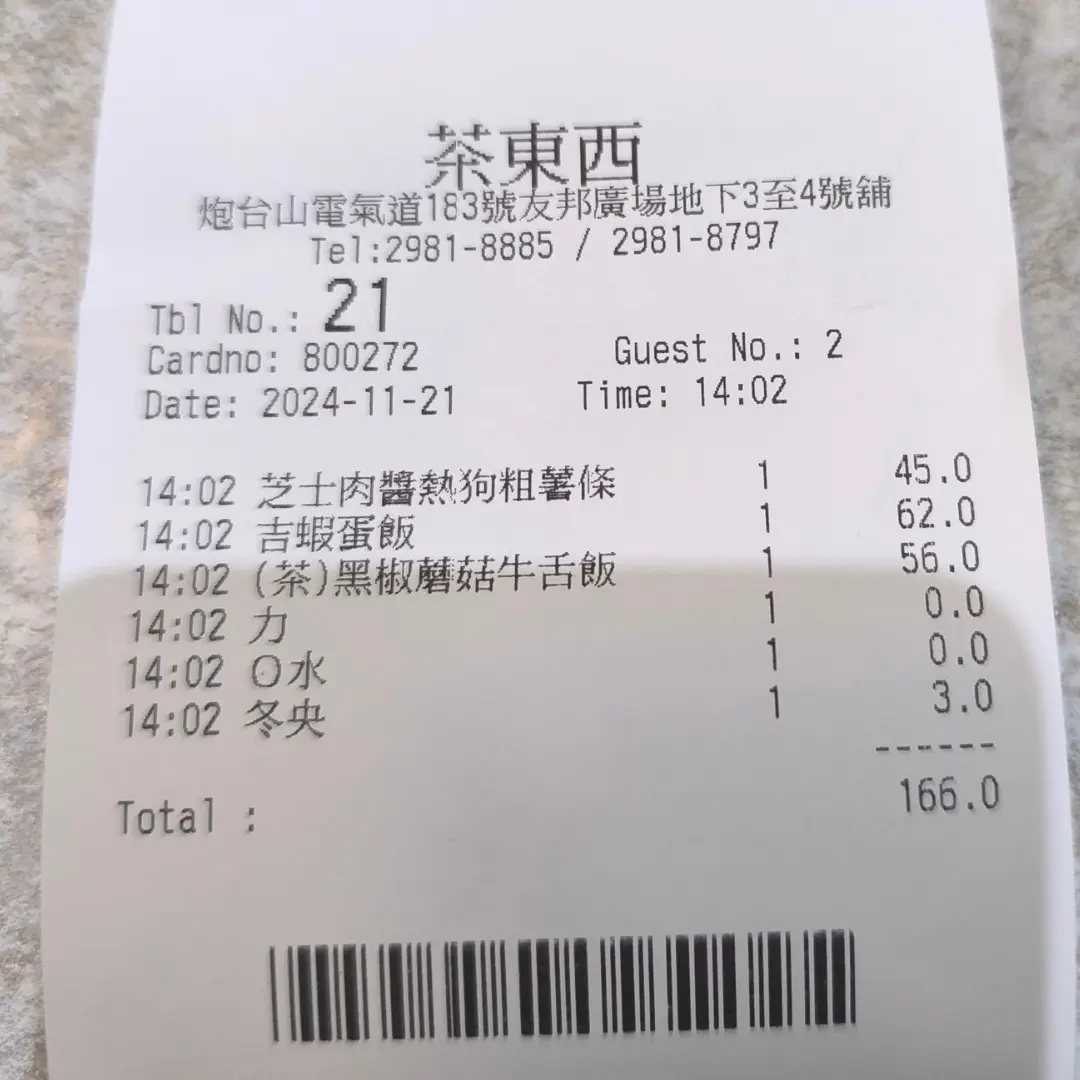 茶東西
炮台山電氣道183號友邦廣場地下3至4號舖
Tel:2981-8885 / 2981-8797
Tbl No.: 21
Cardno: 800272 Guest No.: 2
Date: 2024-11-21 Time: 14:02
14:02 芝士肉醬熱狗粗薯條 1 45.0
14:02 吉蝦蛋飯 1 62.0
14:02 (茶)黑椒蘑菇牛舌飯 1 56.0
14:02 力 1 0.0
14:02 O水 1 0.0
14:02 冬央 1 3.0
------
Total : 166.0